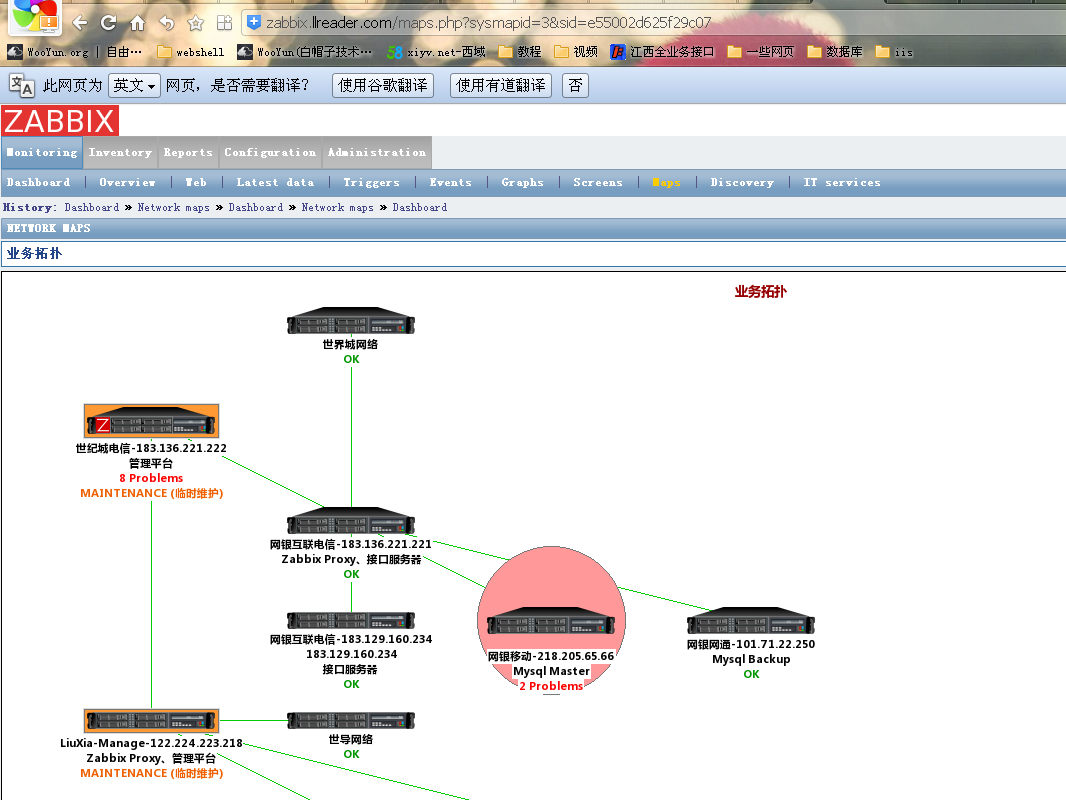 zabbix.llreader.com/maps.php?sysmapid=3&sid=e55002d625f29c07
WooYun.org | 自由… webshell WooYun(白帽子技术… 58 xiyv.net-西域 教程 视频 江西全业务接口 一些网页 数据库 iis
此网页为 英文 网页，是否需要翻译？ 使用谷歌翻译 使用有道翻译 否
ZABBIX
Monitoring Inventory Reports Configuration Administration
Dashboard Overview Web Latest data Triggers Events Graphs Screens Maps Discovery IT services
History: Dashboard » Network maps » Dashboard » Network maps » Dashboard
NETWORK MAPS
业务拓扑
业务拓扑
世界城网络
OK
Z
世纪城电信-183.136.221.222
管理平台
8 Problems
MAINTENANCE (临时维护)
网银互联电信-183.136.221.221
Zabbix Proxy、接口服务器
OK
网银互联电信-183.129.160.234
183.129.160.234
接口服务器
OK
网银移动-218.205.65.66
Mysql Master
2 Problems
网银网通-101.71.22.250
Mysql Backup
OK
LiuXia-Manage-122.224.223.218
Zabbix Proxy、管理平台
MAINTENANCE (临时维护)
世导网络
OK